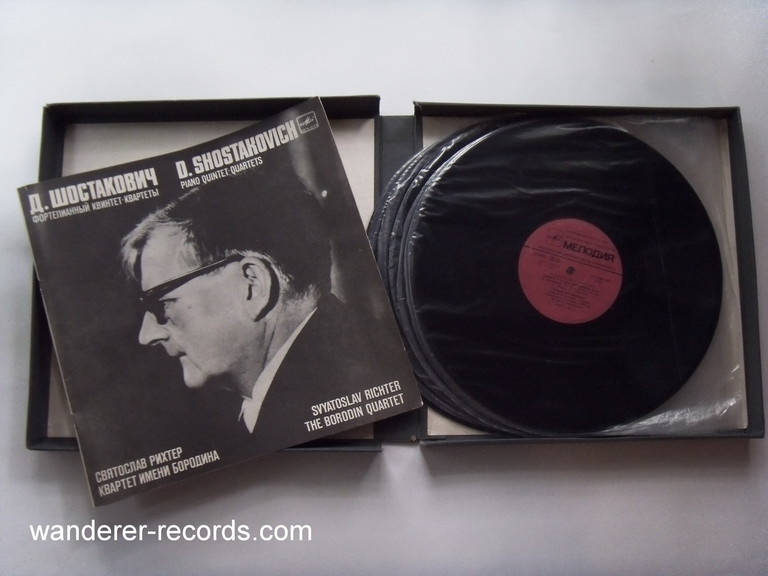 Д. ШОСТАКОВИЧ
ФОРТЕПИАННЫЙ КВИНТЕТ·КВАРТЕТЫ
D. SHOSTAKOVICH
PIANO QUINTET·QUARTETS
SVYATOSLAV RICHTER
THE BORODIN QUARTET
СВЯТОСЛАВ РИХТЕР
КВАРТЕТ ИМЕНИ БОРОДИНА
МЕЛОДИЯ
wanderer-records.com